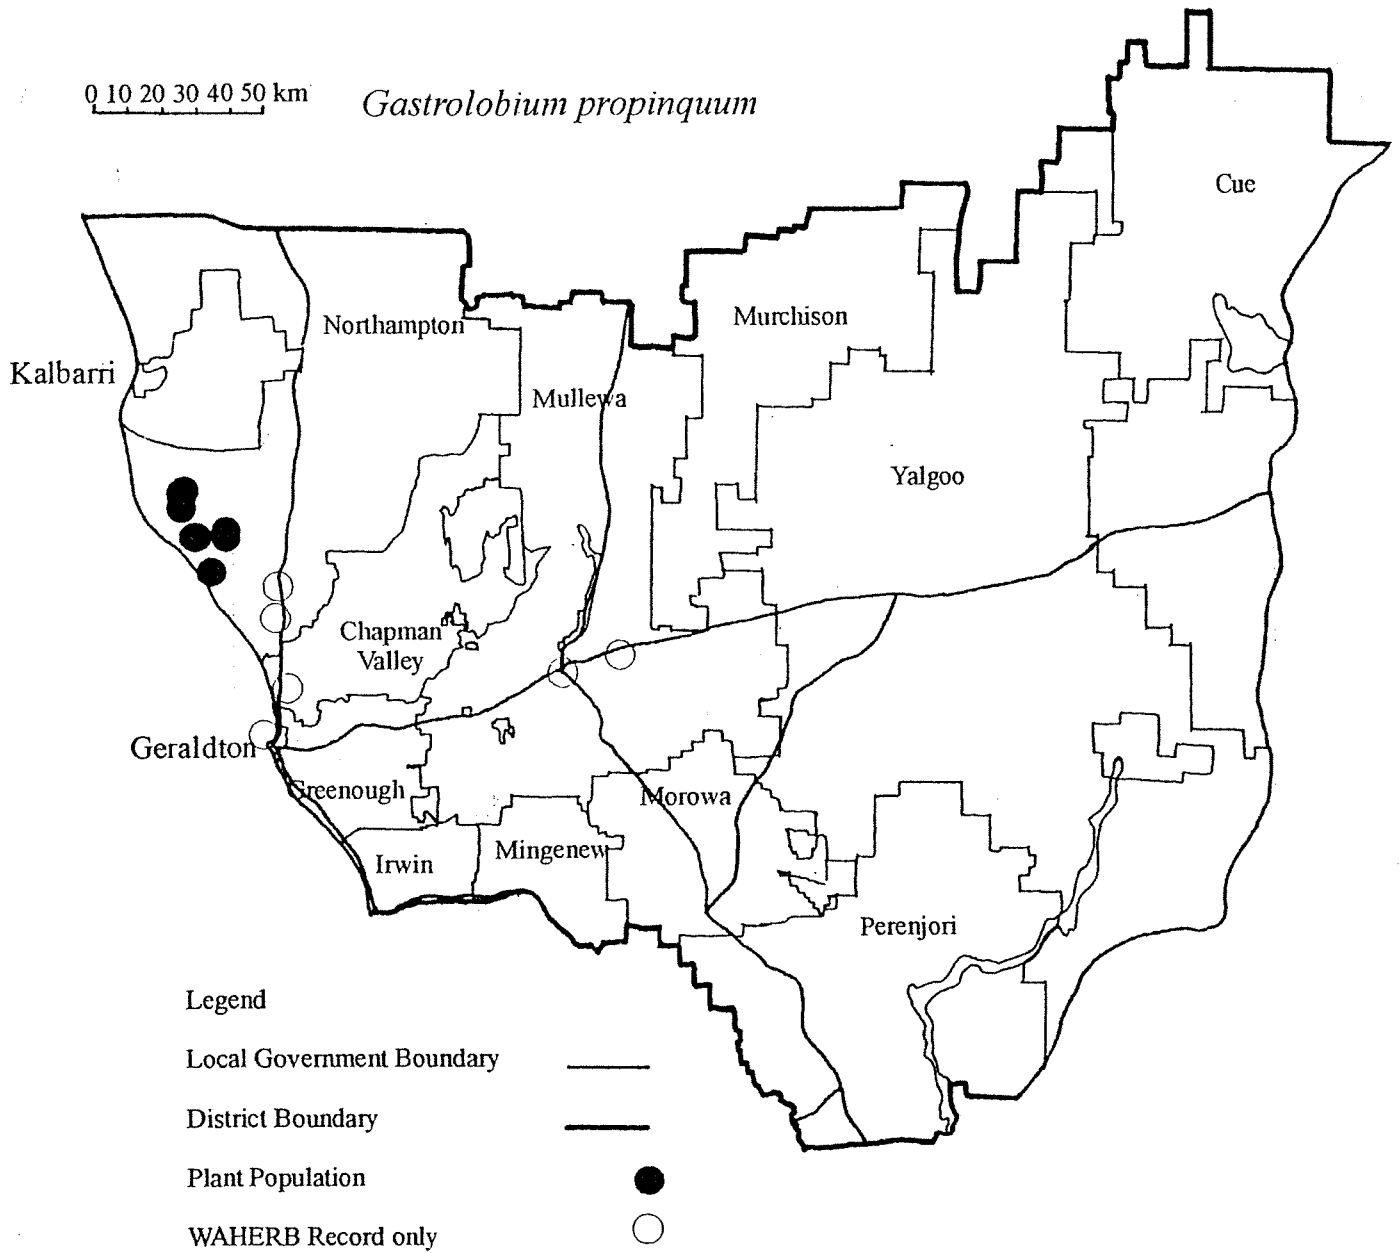 0 10 20 30 40 50 km
Gastrolobium propinquum
Cue
Murchison
Northampton
Kalbarri
Mullewa
Yalgoo
Chapman
Valley
Geraldton
Greenough
Morowa
Mingenew
Irwin
Perenjori
Legend
Local Government Boundary
District Boundary
Plant Population
WAHERB Record only